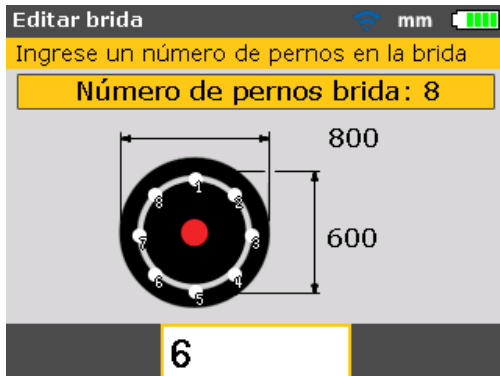 Editar brida mm
Ingrese un número de pernos en la brida
Número de pernos brida: 8
800
1
8 2
7 3
600
6 4
5
6